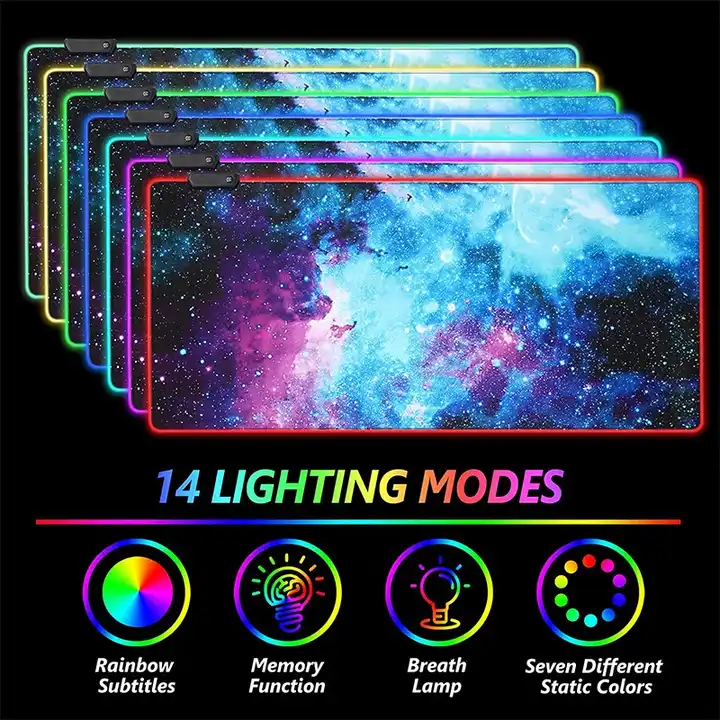 14 LIGHTING MODES
Rainbow
Subtitles
Memory
Function
Breath
Lamp
Seven Different
Static Colors